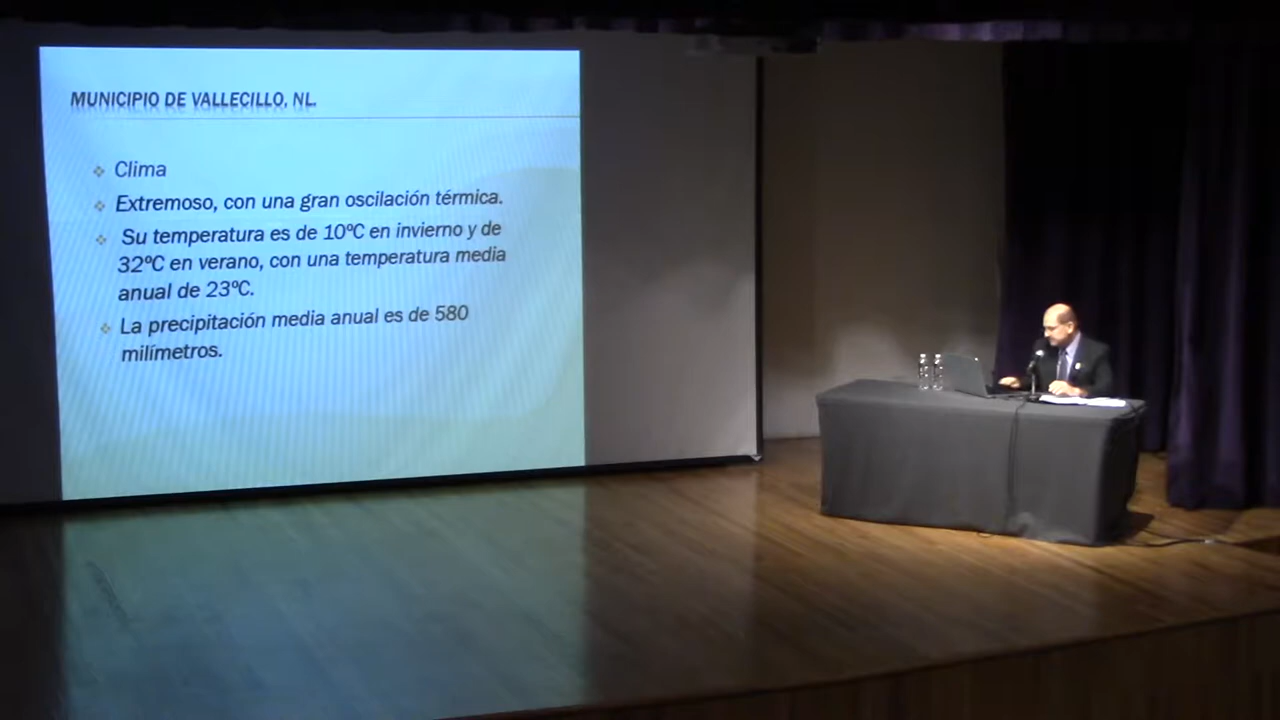 MUNICIPIO DE VALLECILLO, NL.
Clima
Extremoso, con una gran oscilación térmica.
Su temperatura es de 10ºC en invierno y de
32ºC en verano, con una temperatura media
anual de 23ºC.
La precipitación media anual es de 580
milímetros.